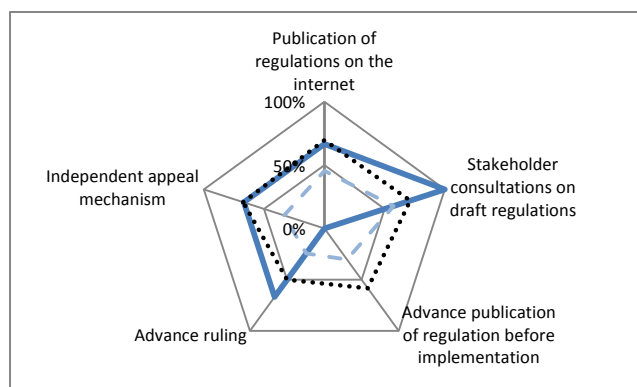 Publication of
regulations on the
internet
100%
50%
0%
Stakeholder
consultations on
draft regulations
Advance publication
of regulation before
implementation
Advance ruling
Independent appeal
mechanism